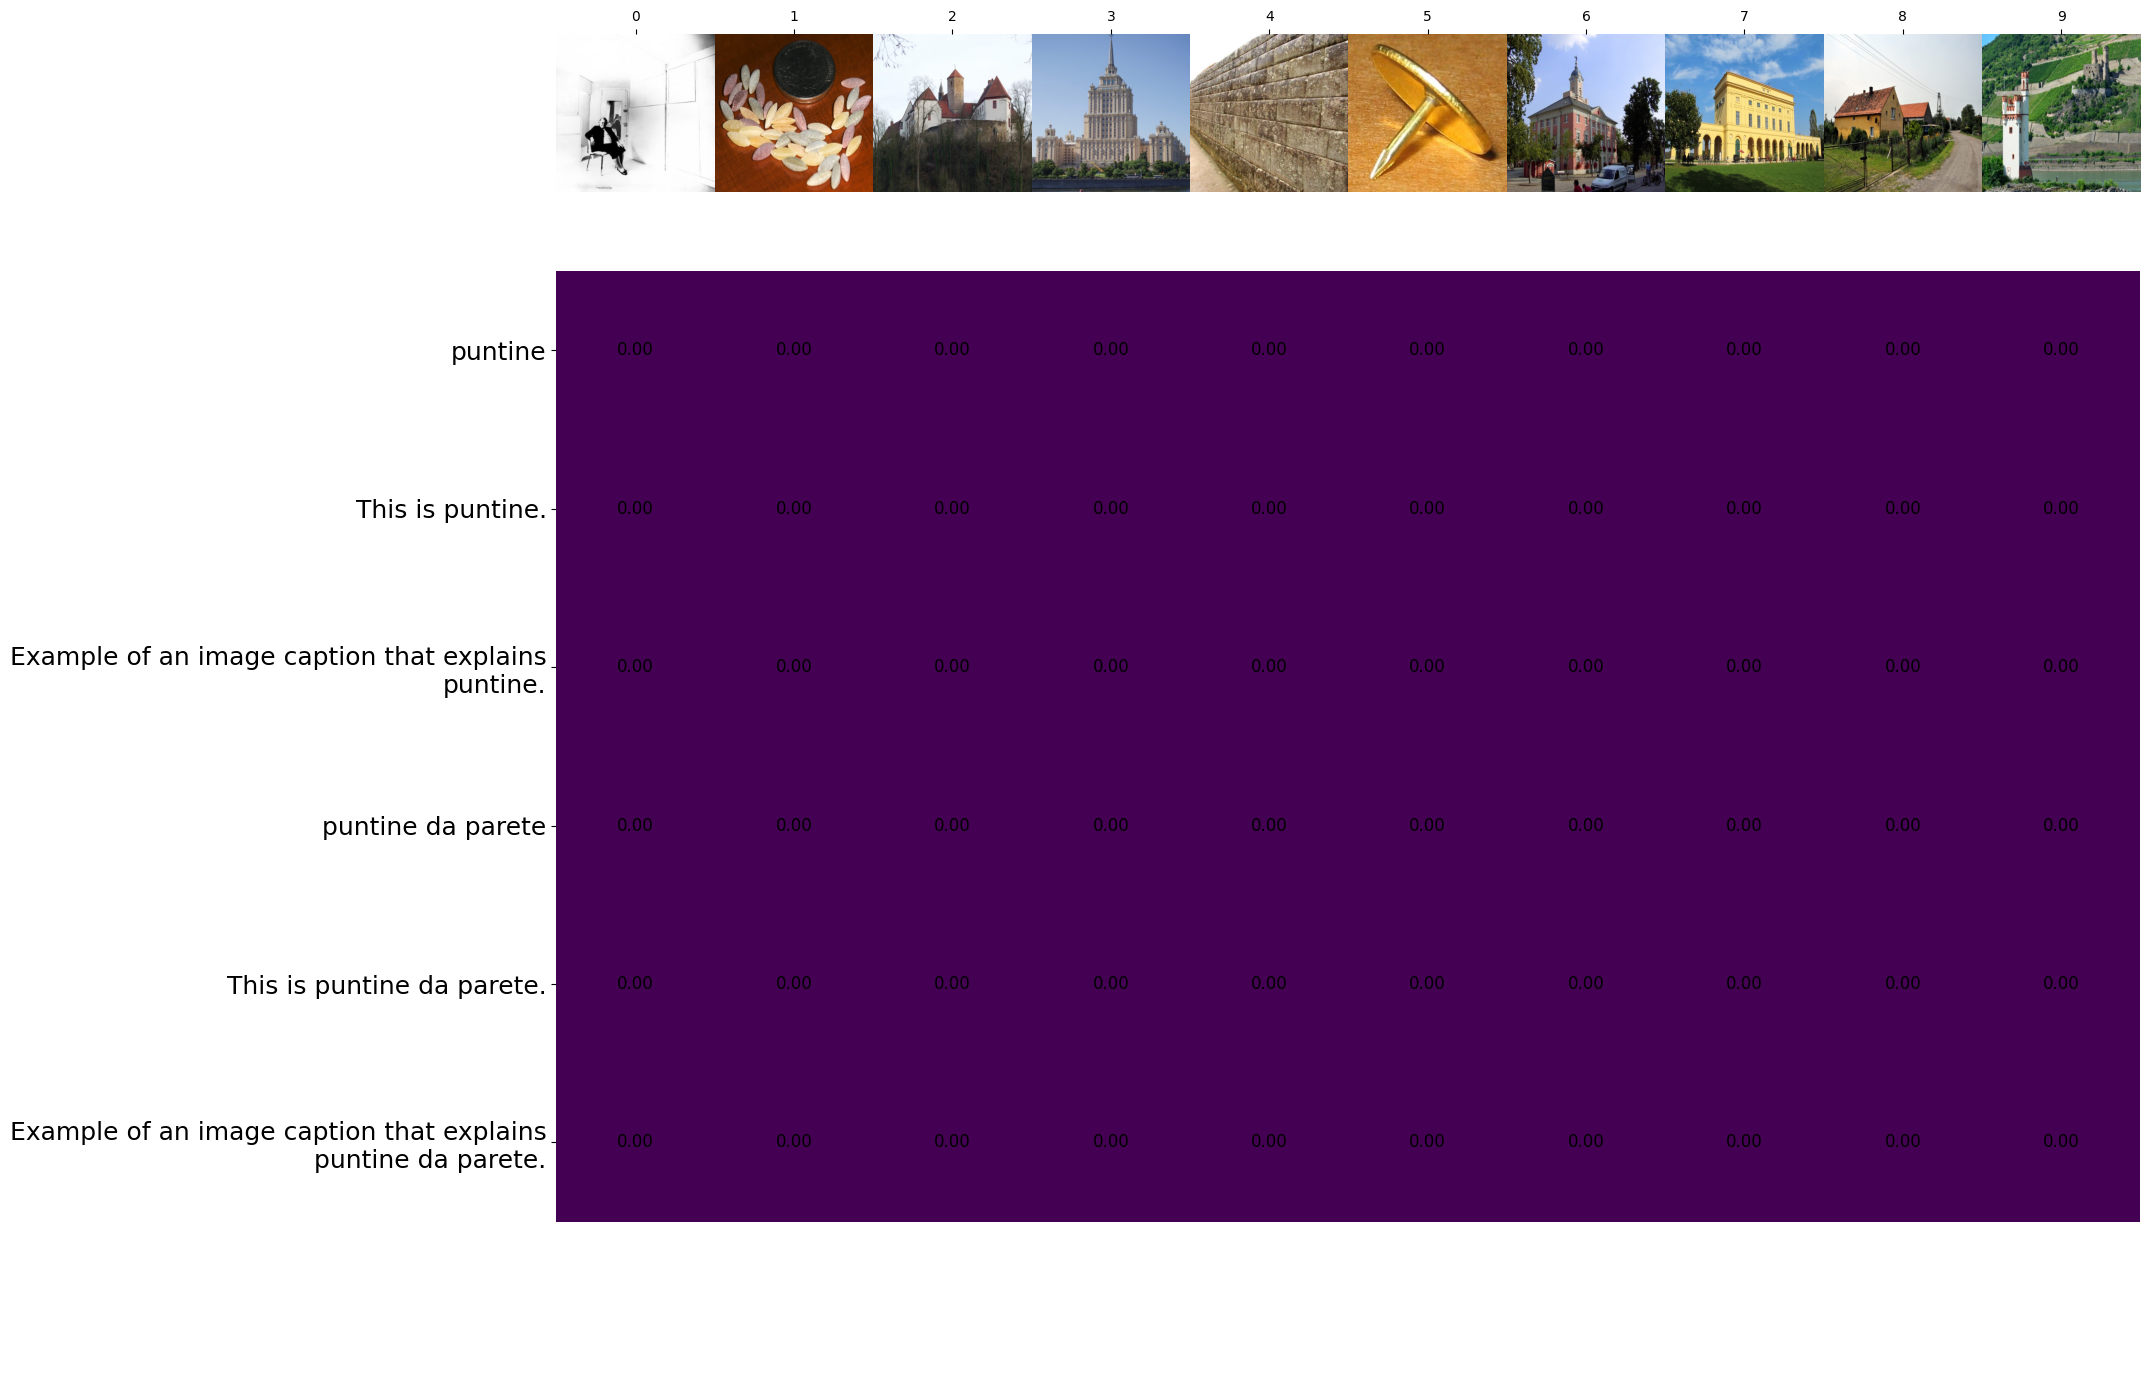 0 1 2 3 4 5 6 7 8 9
puntine 0.00 0.00 0.00 0.00 0.00 0.00 0.00 0.00 0.00 0.00
This is puntine. 0.00 0.00 0.00 0.00 0.00 0.00 0.00 0.00 0.00 0.00
Example of an image caption that explains
puntine. 0.00 0.00 0.00 0.00 0.00 0.00 0.00 0.00 0.00 0.00
puntine da parete 0.00 0.00 0.00 0.00 0.00 0.00 0.00 0.00 0.00 0.00
This is puntine da parete. 0.00 0.00 0.00 0.00 0.00 0.00 0.00 0.00 0.00 0.00
Example of an image caption that explains
puntine da parete. 0.00 0.00 0.00 0.00 0.00 0.00 0.00 0.00 0.00 0.00